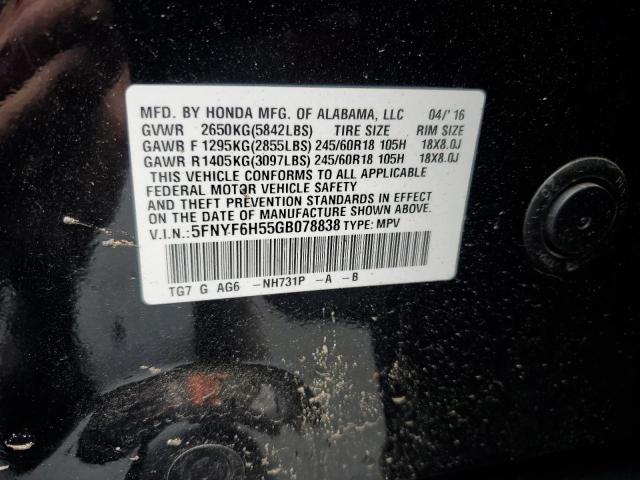 MFD. BY HONDA MFG. OF ALABAMA, LLC 04/'16
GVWR 2650KG(5842LBS) TIRE SIZE RIM SIZE
GAWR F 1295KG(2855LBS) 245/60R18 105H 18X8.0J
GAWR R 1405KG(3097LBS) 245/60R18 105H 18X8.0J
THIS VEHICLE CONFORMS TO ALL APPLICABLE
FEDERAL MOTOR VEHICLE SAFETY
AND THEFT PREVENTION STANDARDS IN EFFECT
ON THE DATE OF MANUFACTURE SHOWN ABOVE.
V.I.N.: 5FNYF6H55GB078838 TYPE: MPV
TG7 G AG6 -NH731P -A -B